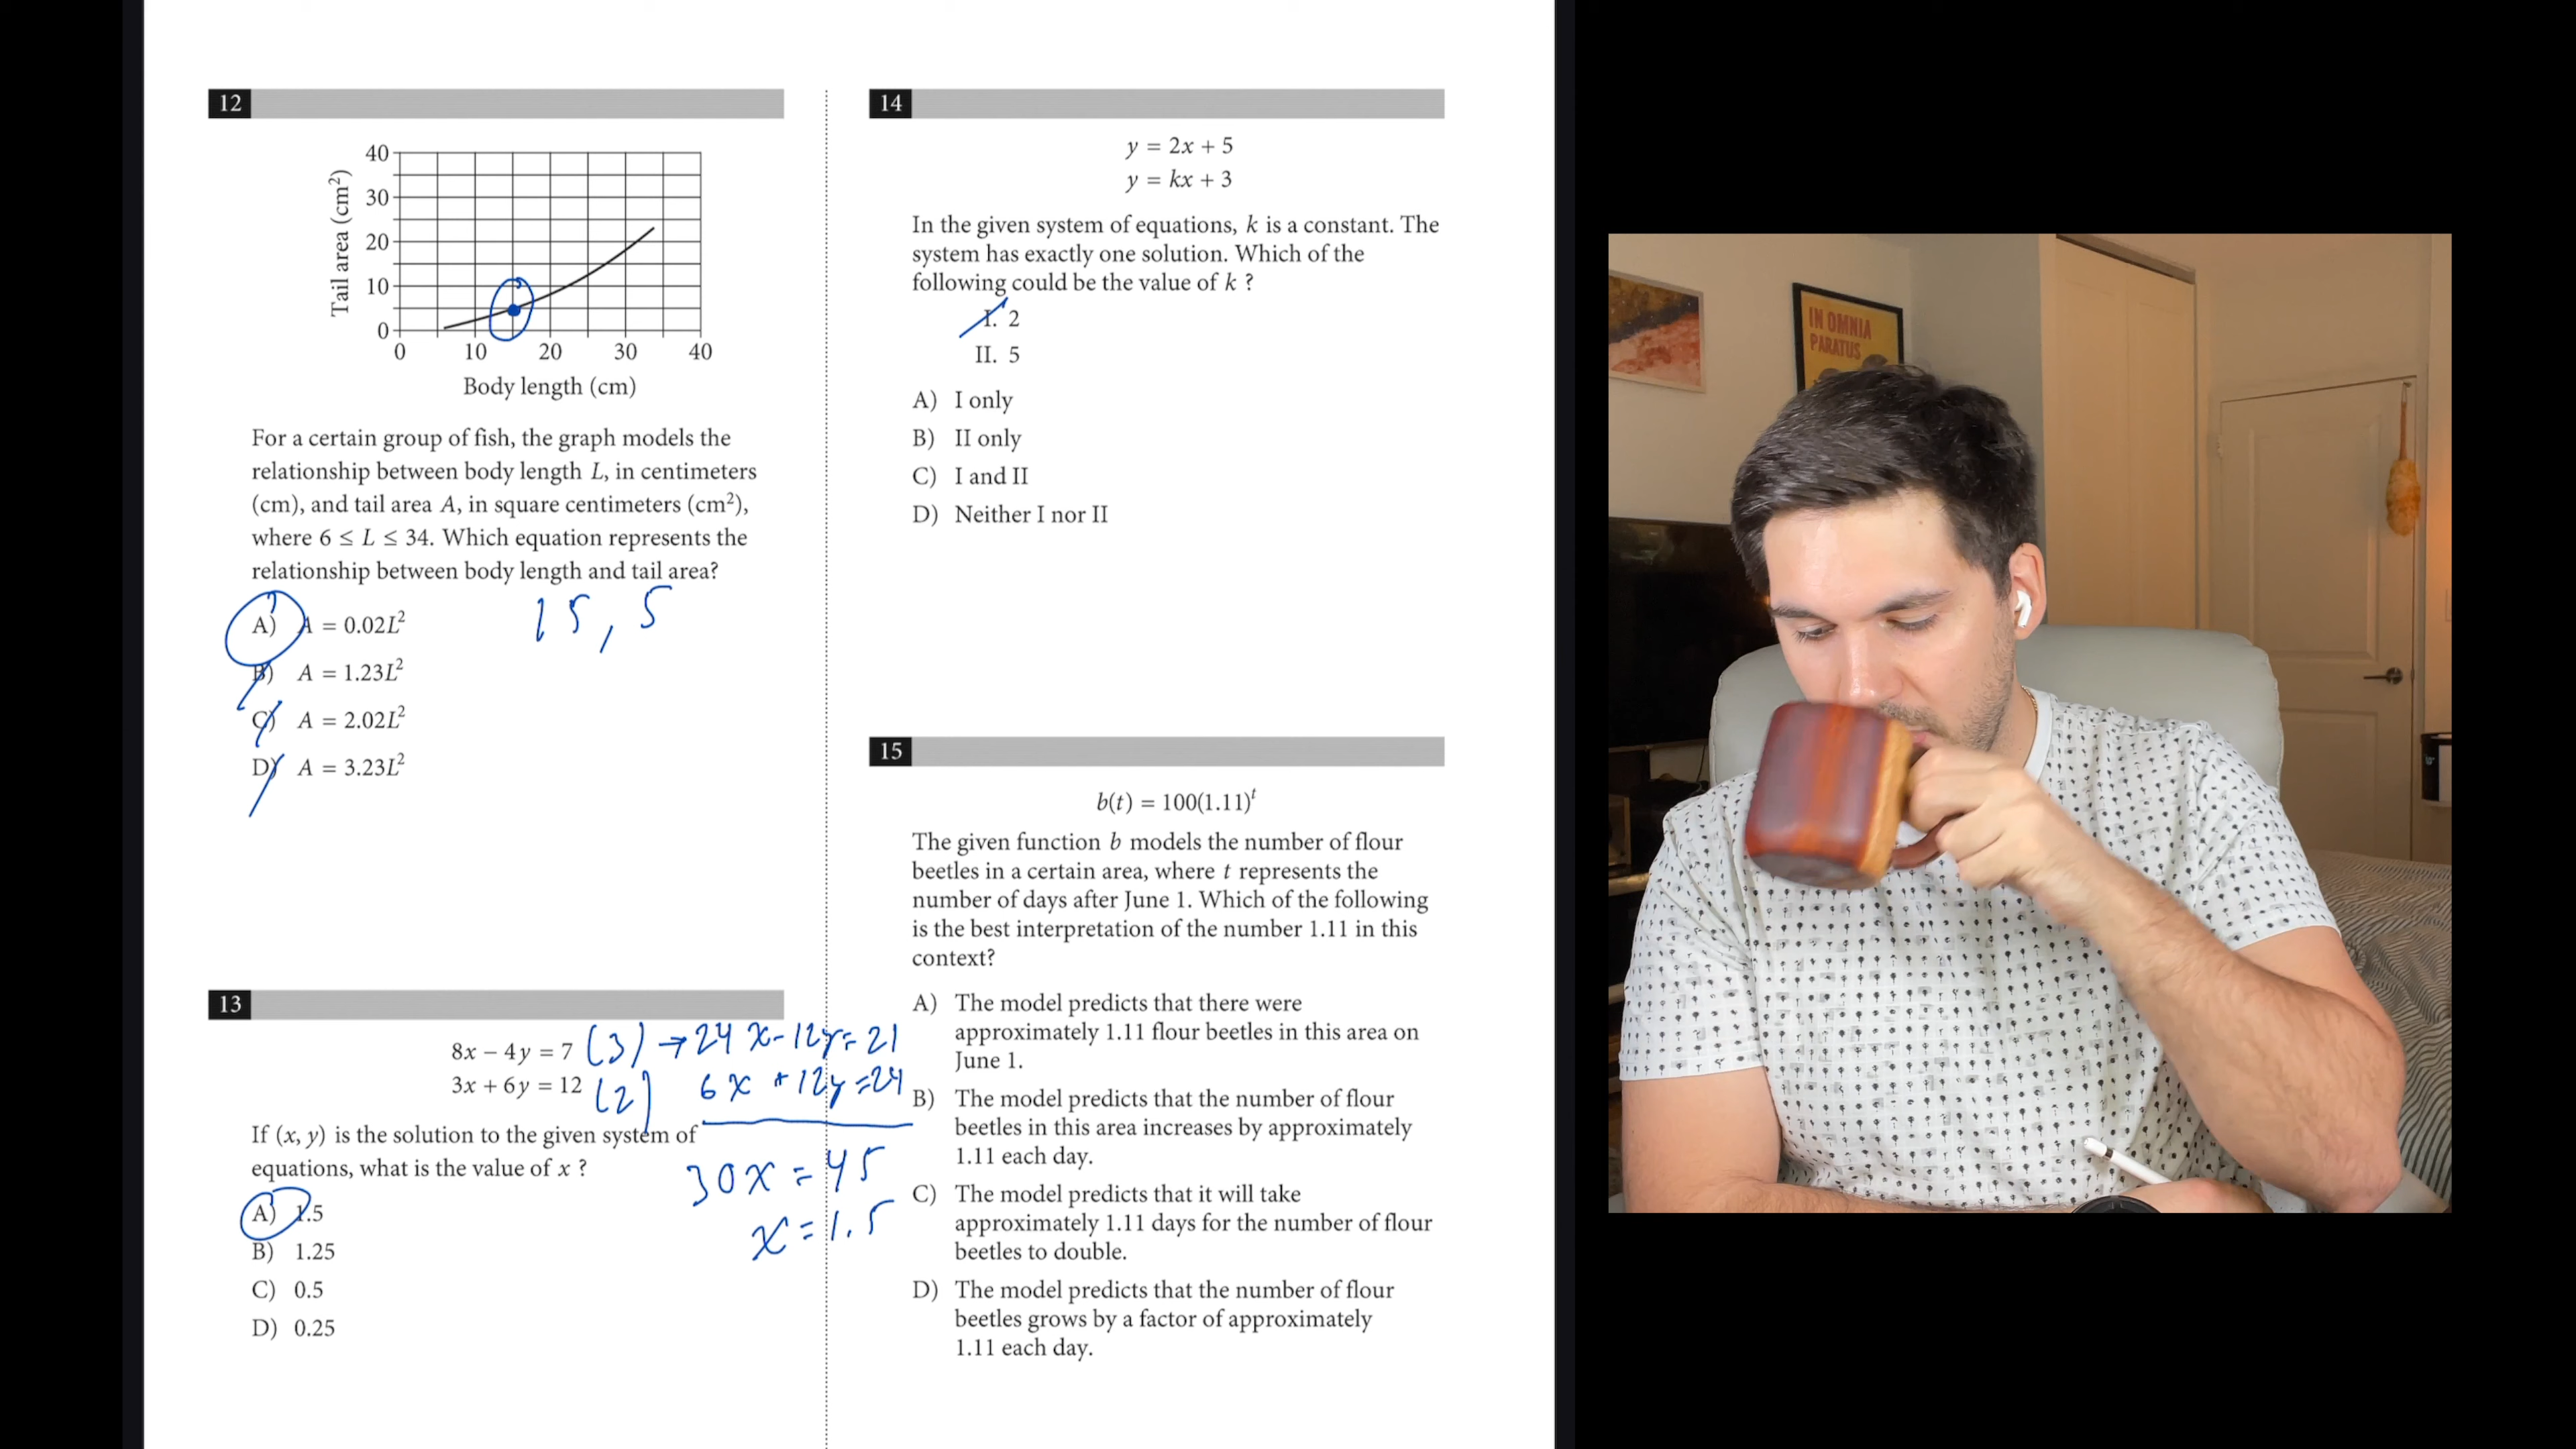 12
40
30
20
10
0
0 10 20 30 40
Tail area (cm²)
Body length (cm)
For a certain group of fish, the graph models the
relationship between body length L, in centimeters
(cm), and tail area A, in square centimeters (cm²),
where 6 ≤ L ≤ 34. Which equation represents the
relationship between body length and tail area?
15, 5
A) A = 0.02L²
B) A = 1.23L²
C) A = 2.02L²
D) A = 3.23L²
13
8x − 4y = 7 (3) → 24x − 12y = 21
3x + 6y = 12 (2) 6x + 12y = 24
If (x, y) is the solution to the given system of
equations, what is the value of x ?
30x = 45
x = 1.5
A) 1.5
B) 1.25
C) 0.5
D) 0.25
14
y = 2x + 5
y = kx + 3
In the given system of equations, k is a constant. The
system has exactly one solution. Which of the
following could be the value of k ?
I. 2
II. 5
A) I only
B) II only
C) I and II
D) Neither I nor II
15
b(t) = 100(1.11)ᵗ
The given function b models the number of flour
beetles in a certain area, where t represents the
number of days after June 1. Which of the following
is the best interpretation of the number 1.11 in this
context?
A) The model predicts that there were
approximately 1.11 flour beetles in this area on
June 1.
B) The model predicts that the number of flour
beetles in this area increases by approximately
1.11 each day.
C) The model predicts that it will take
approximately 1.11 days for the number of flour
beetles to double.
D) The model predicts that the number of flour
beetles grows by a factor of approximately
1.11 each day.
IN OMNIA
PARATUS